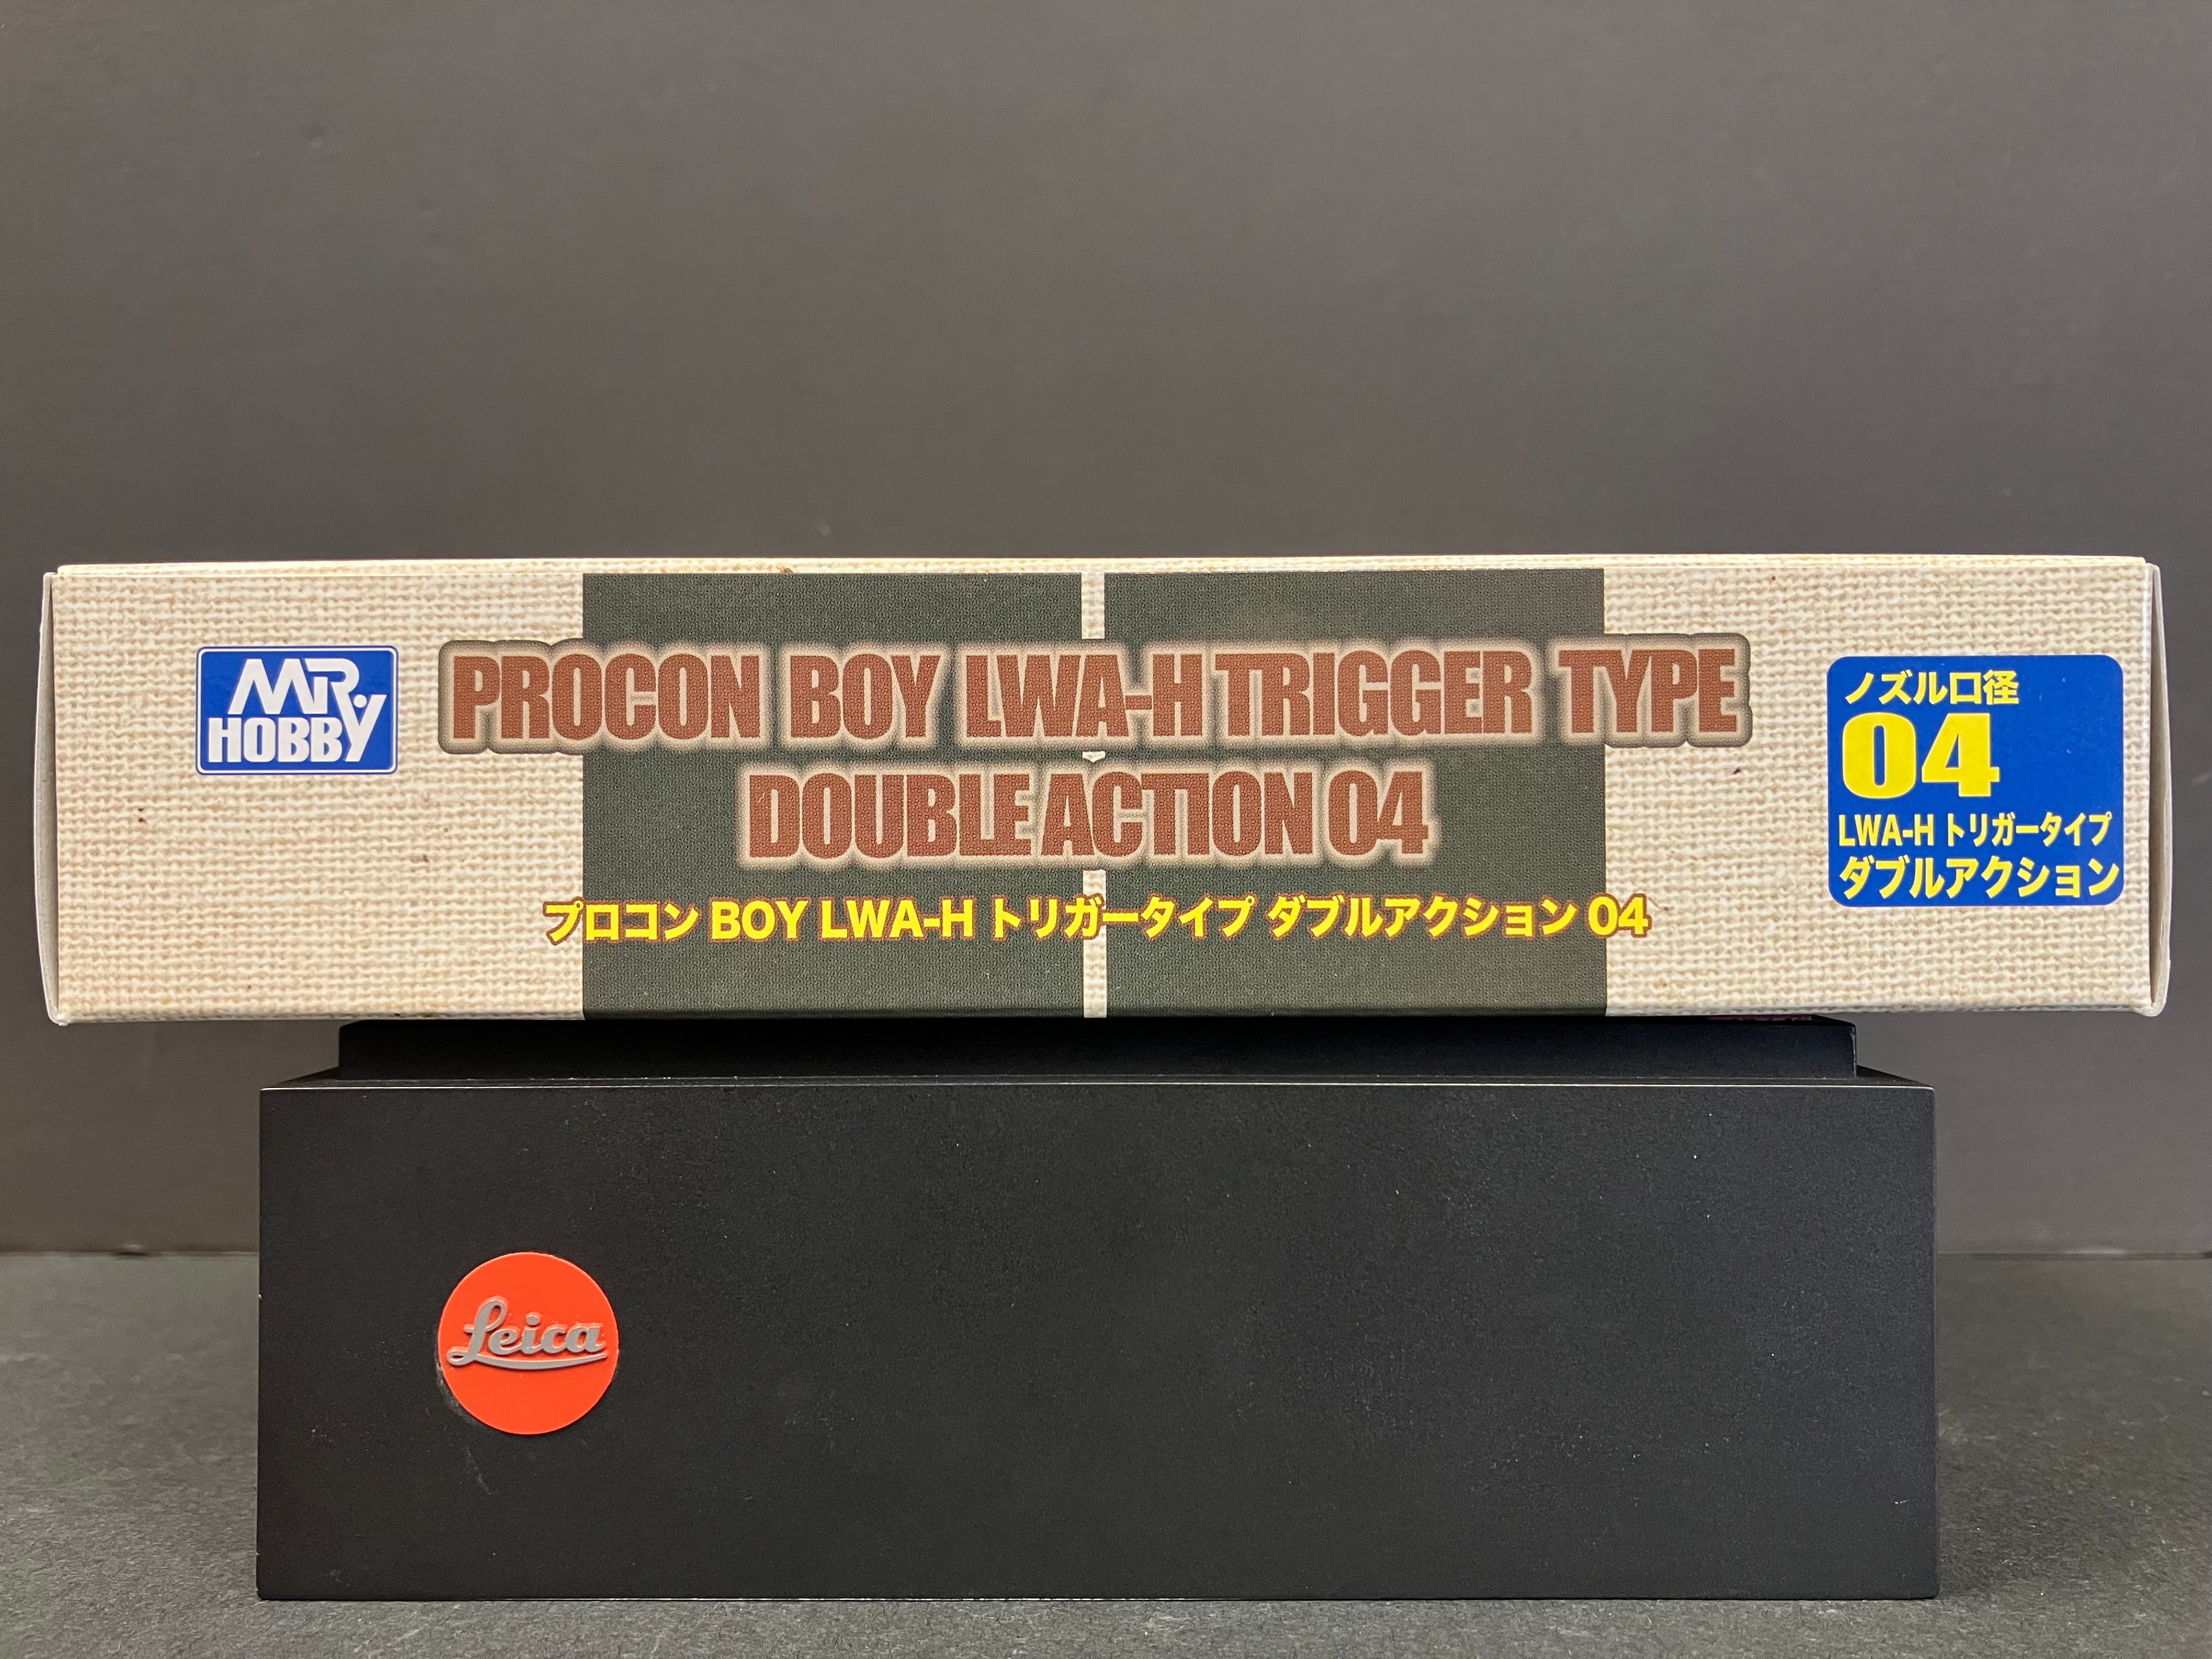 MR.
HOBBY
PROCON BOY LWA-H TRIGGER TYPE
DOUBLE ACTION 04
プロコン BOY LWA-H トリガータイプ ダブルアクション 04
ノズル口径
04
LWA-H トリガータイプ
ダブルアクション
Leica